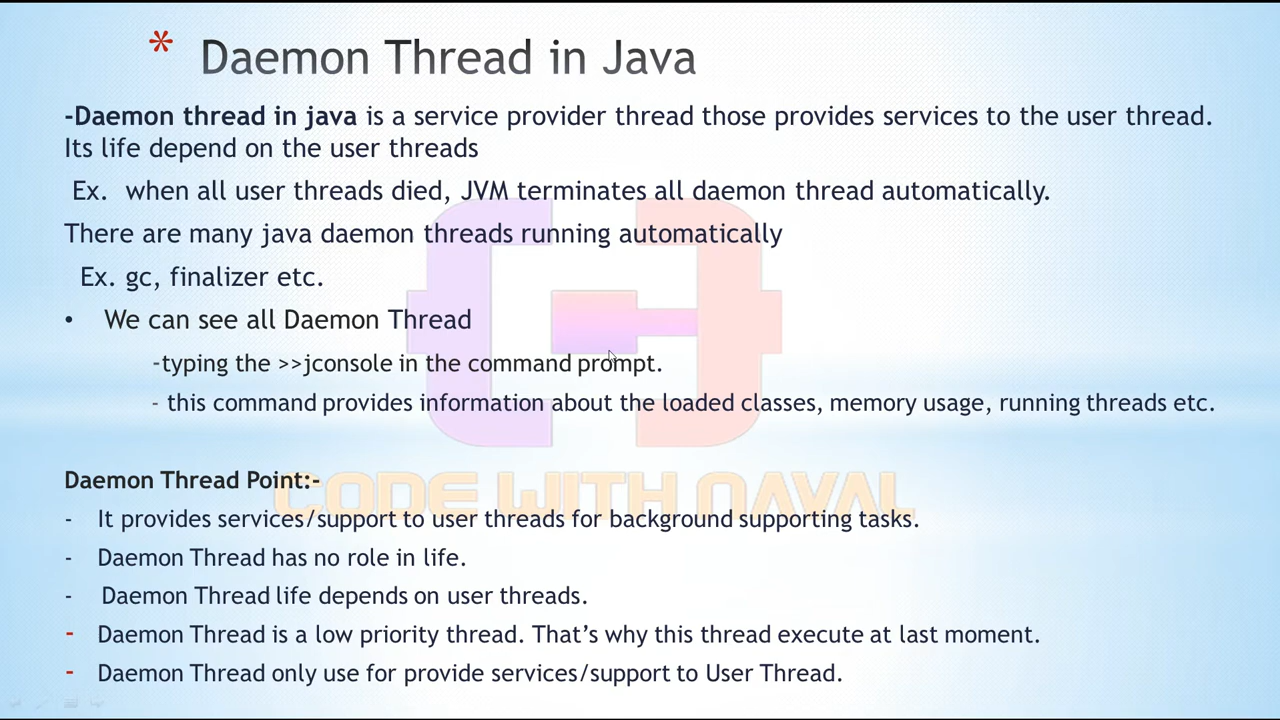 * Daemon Thread in Java
-Daemon thread in java is a service provider thread those provides services to the user thread.
Its life depend on the user threads
Ex. when all user threads died, JVM terminates all daemon thread automatically.
There are many java daemon threads running automatically
Ex. gc, finalizer etc.
• We can see all Daemon Thread
-typing the >>jconsole in the command prompt.
- this command provides information about the loaded classes, memory usage, running threads etc.
Daemon Thread Point:-
CODE WITH NAVAL
- It provides services/support to user threads for background supporting tasks.
- Daemon Thread has no role in life.
- Daemon Thread life depends on user threads.
- Daemon Thread is a low priority thread. That's why this thread execute at last moment.
- Daemon Thread only use for provide services/support to User Thread.